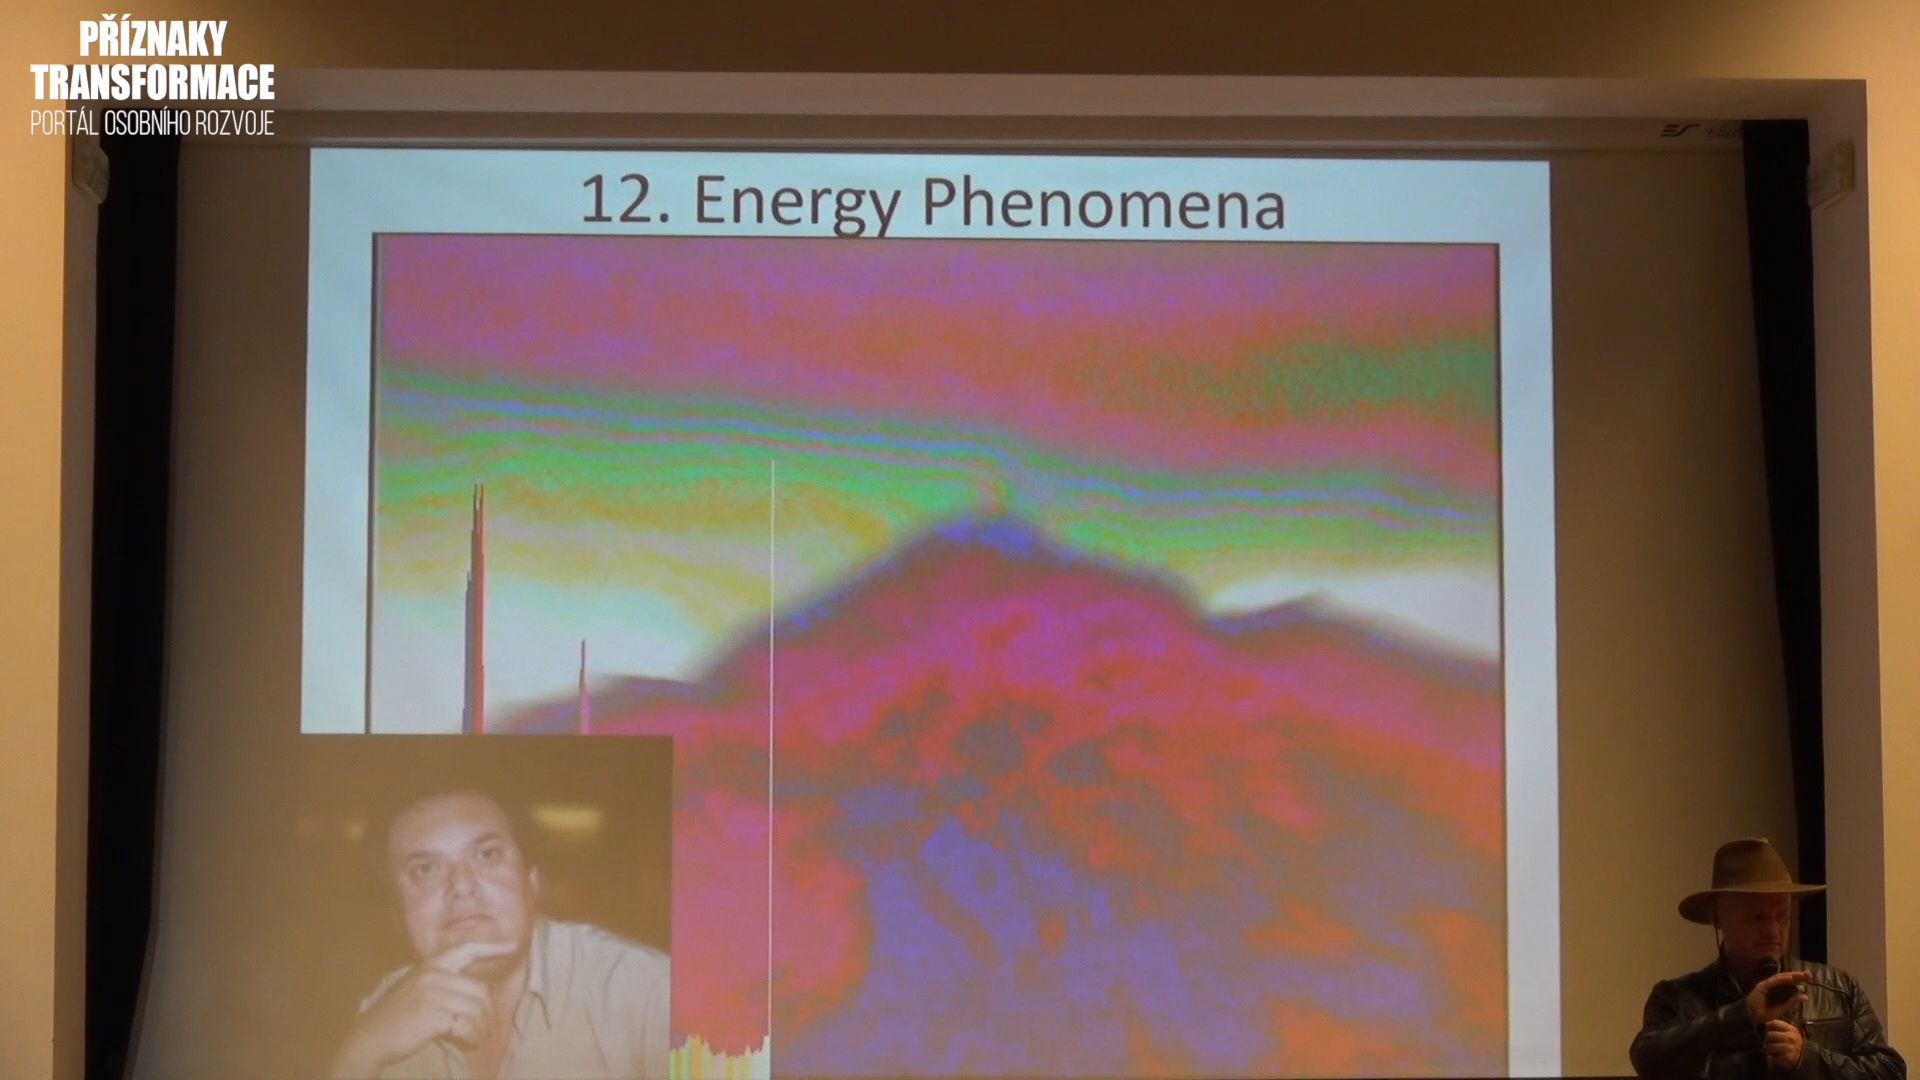 PŘÍZNAKY
TRANSFORMACE
PORTÁL OSOBNÍHO ROZVOJE
12. Energy Phenomena